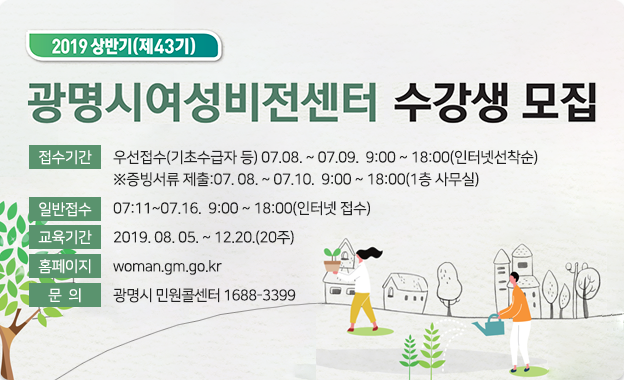 2019 상반기(제43기)
광명시여성비전센터 수강생 모집
접수기간 우선접수(기초수급자 등) 07.08. ~ 07.09. 9:00 ~ 18:00(인터넷선착순)
※증빙서류 제출:07. 08. ~ 07.10. 9:00 ~ 18:00(1층 사무실)
일반접수 07:11~07.16. 9:00 ~ 18:00(인터넷 접수)
교육기간 2019. 08. 05. ~ 12.20.(20주)
홈페이지 woman.gm.go.kr
문 의 광명시 민원콜센터 1688-3399